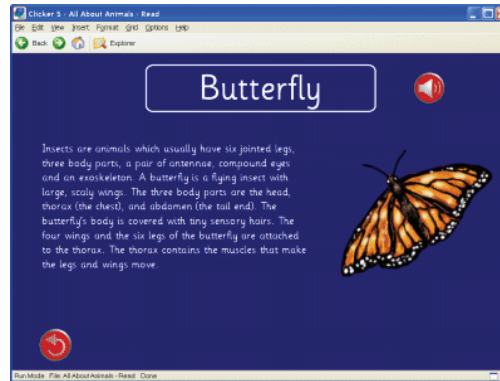 Clicker 5 - All About Animals - Read
File Edit View Insert Format Grid Options Help
Back Explorer
Butterfly
Insects are animals which usually have six jointed legs,
three body parts, a pair of antennae, compound eyes
and an exoskeleton. A butterfly is a flying insect with
large, scaly wings. The three body parts are the head,
thorax (the chest), and abdomen (the tail end). The
butterfly's body is covered with tiny sensory hairs. The
four wings and the six legs of the butterfly are attached
to the thorax. The thorax contains the muscles that make
the legs and wings move.
Run Mode File: All About Animals - Read Done